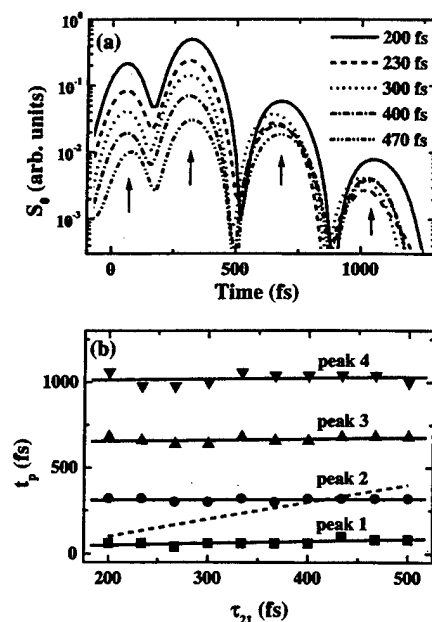 (a)
200 fs
230 fs
300 fs
400 fs
470 fs
S₀ (arb. units)
10⁰
10⁻¹
10⁻²
10⁻³
0
500
1000
Time (fs)
(b)
peak 4
peak 3
peak 2
peak 1
tₚ (fs)
1000
500
0
200
300
400
500
τ₂₁ (fs)